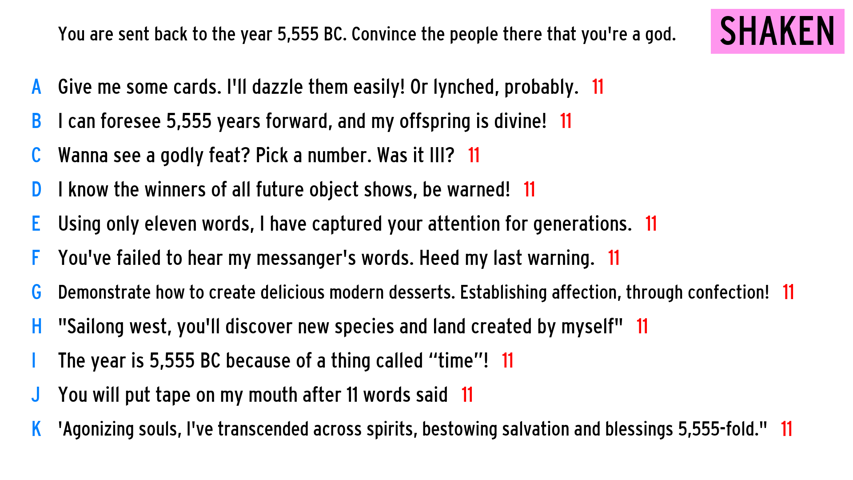 You are sent back to the year 5,555 BC. Convince the people there that you're a god.
SHAKEN
A Give me some cards. I'll dazzle them easily! Or lynched, probably. 11
B I can foresee 5,555 years forward, and my offspring is divine! 11
C Wanna see a godly feat? Pick a number. Was it III? 11
D I know the winners of all future object shows, be warned! 11
E Using only eleven words, I have captured your attention for generations. 11
F You've failed to hear my messanger's words. Heed my last warning. 11
G Demonstrate how to create delicious modern desserts. Establishing affection, through confection! 11
H "Sailong west, you'll discover new species and land created by myself" 11
I The year is 5,555 BC because of a thing called “time”! 11
J You will put tape on my mouth after 11 words said 11
K 'Agonizing souls, I've transcended across spirits, bestowing salvation and blessings 5,555-fold." 11